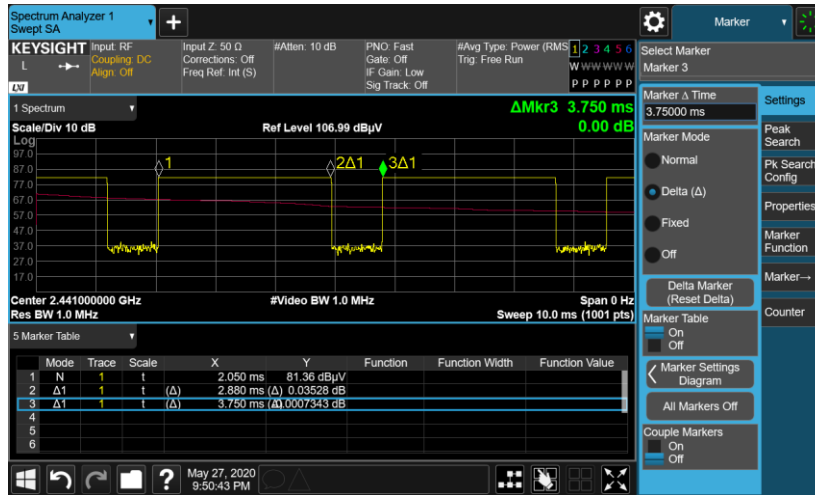 Spectrum Analyzer 1
Swept SA
+
Marker
KEYSIGHT
L
LXI
Input: RF
Coupling: DC
Align: Off
Input Z: 50 Ω
Corrections: Off
Freq Ref: Int (S)
#Atten: 10 dB
PNO: Fast
Gate: Off
IF Gain: Low
Sig Track: Off
#Avg Type: Power (RMS
Trig: Free Run
1 2 3 4 5 6
W W W W W W
P P P P P P
Select Marker
Marker 3
1 Spectrum
ΔMkr3 3.750 ms
0.00 dB
Scale/Div 10 dB
Ref Level 106.99 dBµV
Log
97.0
87.0
77.0
67.0
57.0
47.0
37.0
27.0
17.0
1
2Δ1
3Δ1
Center 2.441000000 GHz
Res BW 1.0 MHz
#Video BW 1.0 MHz
Span 0 Hz
Sweep 10.0 ms (1001 pts)
Marker Δ Time
3.75000 ms
Marker Mode
Normal
Delta (Δ)
Fixed
Off
Delta Marker
(Reset Delta)
Marker Table
On
Off
Marker Settings
Diagram
All Markers Off
Couple Markers
On
Off
Settings
Peak
Search
Pk Search
Config
Properties
Marker
Function
Marker→
Counter
5 Marker Table
Mode Trace Scale X Y Function Function Width Function Value
1 N 1 t 2.050 ms 81.36 dBµV
2 Δ1 1 t (Δ) 2.880 ms (Δ) 0.03528 dB
3 Δ1 1 t (Δ) 3.750 ms (Δ) 0.0007343 dB
4
5
6
?
May 27, 2020
9:50:43 PM